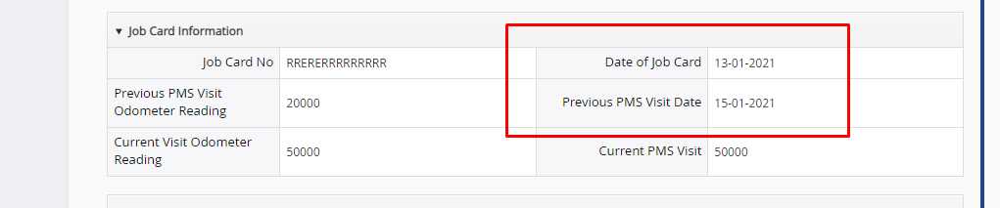 ▼ Job Card Information
Job Card No RRERERRRRRRRR Date of Job Card 13-01-2021
Previous PMS Visit
Odometer Reading 20000 Previous PMS Visit Date 15-01-2021
Current Visit Odometer
Reading 50000 Current PMS Visit 50000